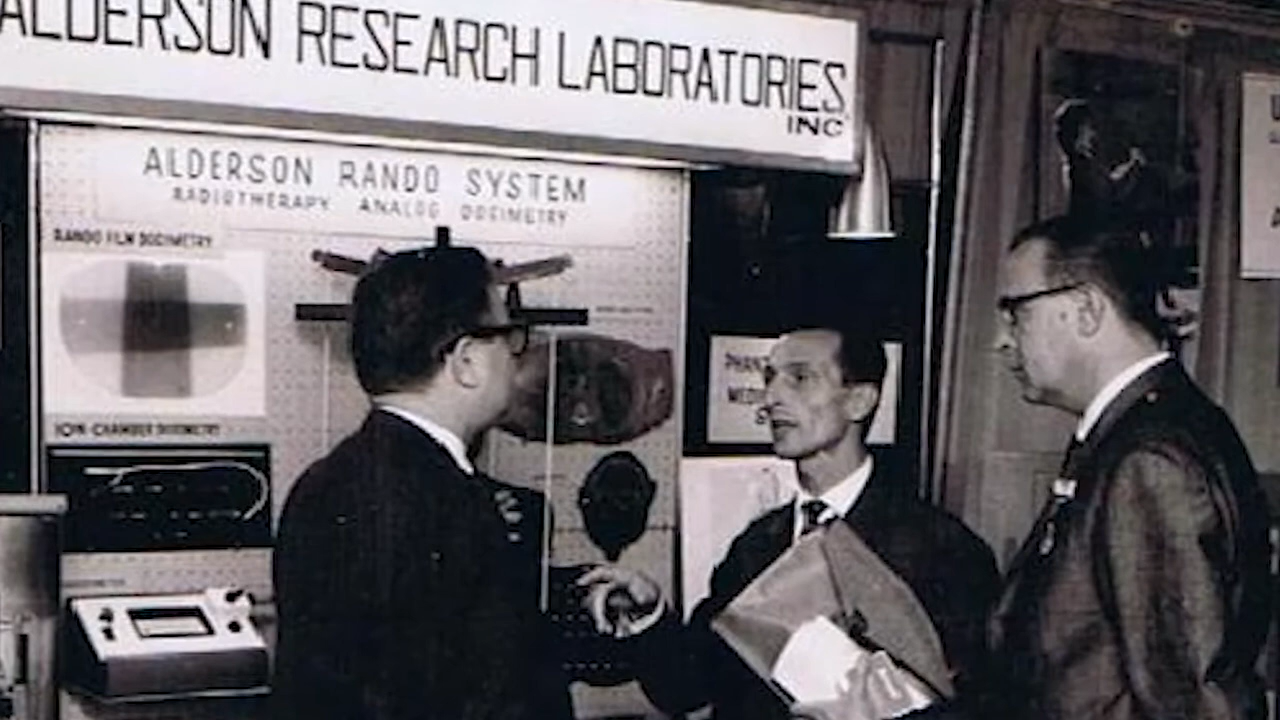 ALDERSON RESEARCH LABORATORIES
INC
ALDERSON RANDO SYSTEM
RADIOTHERAPY ANALOG DOSIMETRY
RANDO FILM DOSIMETRY
ION CHAMBER DOSIMETRY